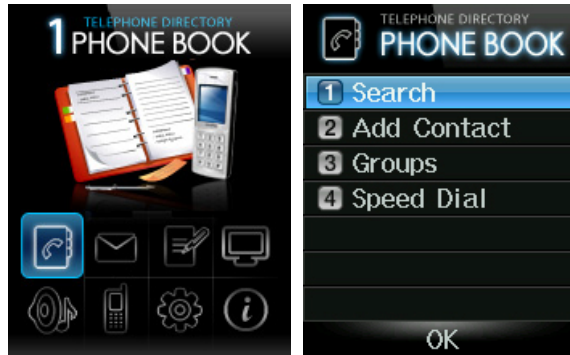 1
TELEPHONE DIRECTORY
PHONE BOOK
TELEPHONE DIRECTORY
PHONE BOOK
1 Search
2 Add Contact
3 Groups
4 Speed Dial
OK